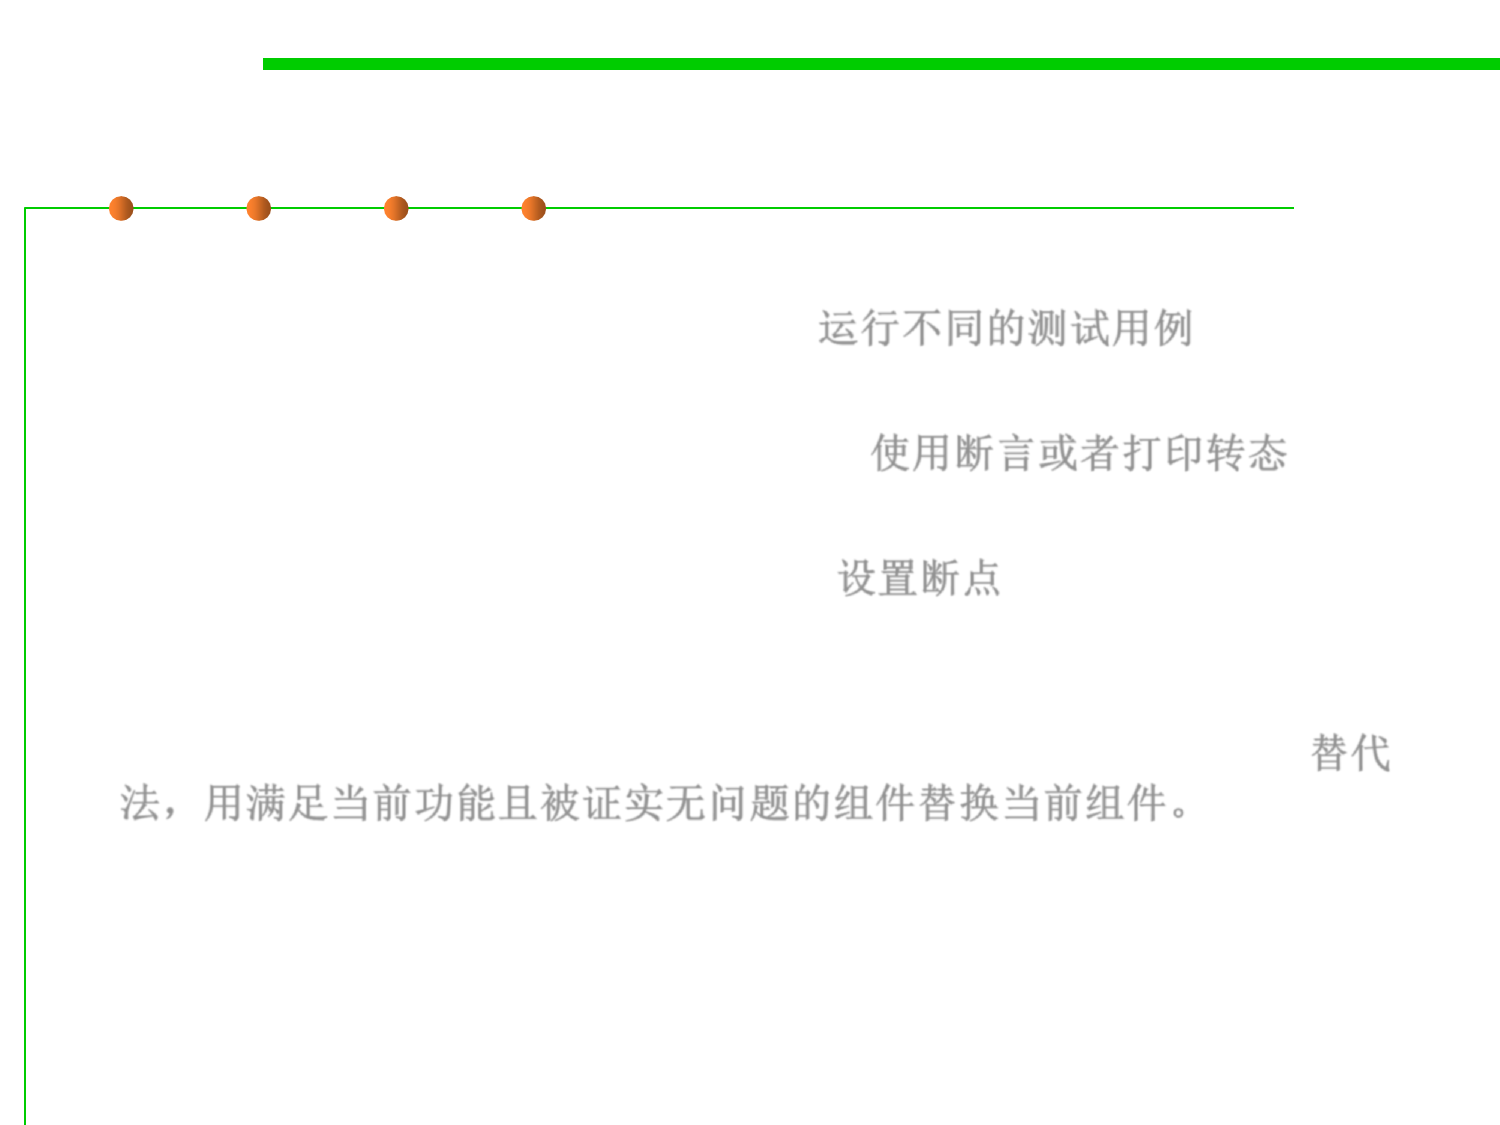 运行不同的测试用例
使用断言或者打印转态
设置断点
替代
法，用满足当前功能且被证实无问题的组件替换当前组件。